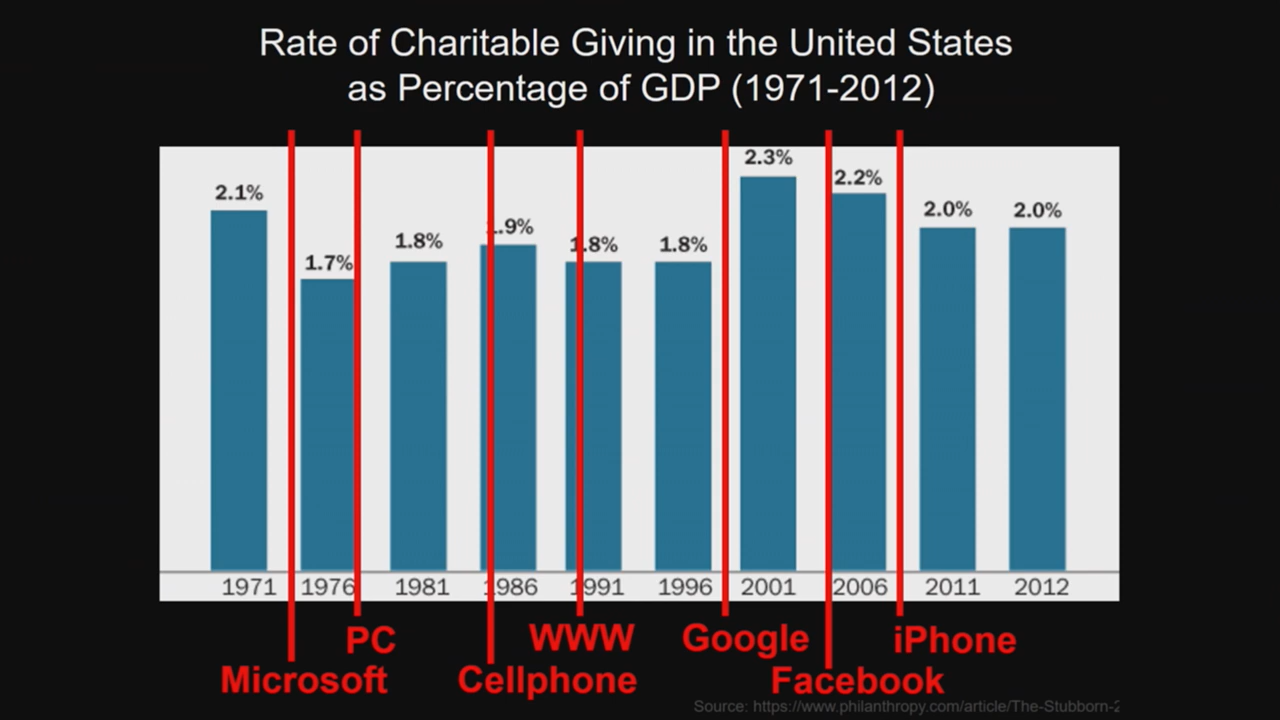 Rate of Charitable Giving in the United States
as Percentage of GDP (1971-2012)
2.1%
1.7%
1.8%
1.9%
1.8%
1.8%
2.3%
2.2%
2.0%
2.0%
1971 1976 1981 1986 1991 1996 2001 2006 2011 2012
PC WWW Google iPhone
Microsoft Cellphone Facebook
Source: https://www.philanthropy.com/article/The-Stubborn-2